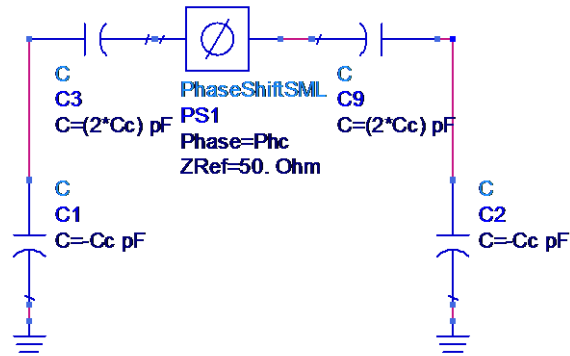 C
C3
C=(2*Cc) pF
PhaseShiftSML
PS1
Phase=Phc
ZRef=50. Ohm
C
C9
C=(2*Cc) pF
C
C1
C=-Cc pF
C
C2
C=-Cc pF